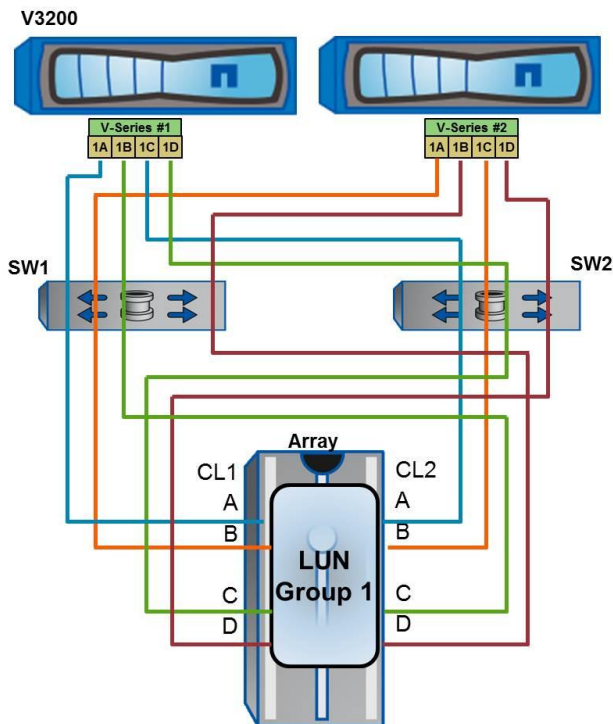 V3200
V-Series #1
1A 1B 1C 1D
V-Series #2
1A 1B 1C 1D
SW1
SW2
Array
CL1
CL2
A
A
B
B
LUN
Group 1
C
C
D
D